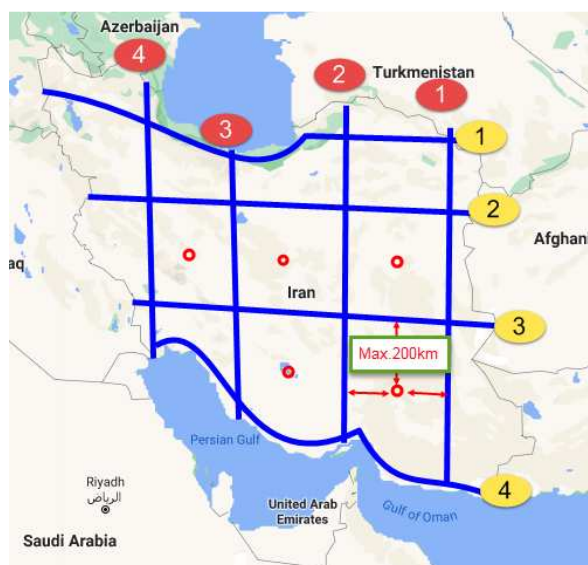 Azerbaijan
4
2
Turkmenistan
1
3
1
2
Afghani
aq
Iran
3
Max.200km
Persian Gulf
Riyadh
الرياض
United Arab
Emirates
4
Gulf of Oman
Saudi Arabia